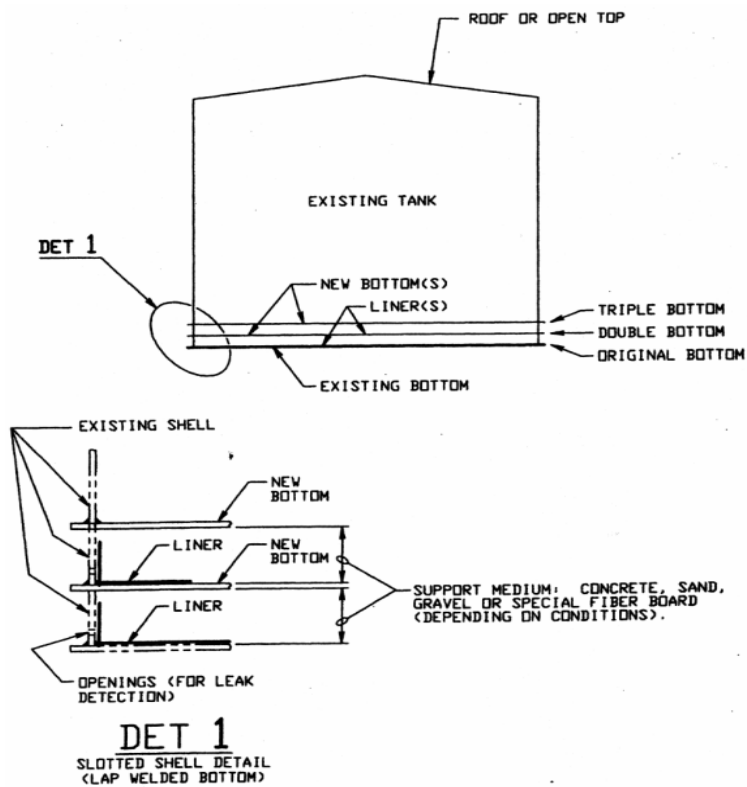 ROOF OR OPEN TOP
EXISTING TANK
DET 1
NEW BOTTOM(S)
LINER(S)
TRIPLE BOTTOM
DOUBLE BOTTOM
ORIGINAL BOTTOM
EXISTING BOTTOM
EXISTING SHELL
NEW
BOTTOM
LINER
NEW
BOTTOM
LINER
SUPPORT MEDIUM: CONCRETE, SAND,
GRAVEL OR SPECIAL FIBER BOARD
(DEPENDING ON CONDITIONS).
OPENINGS (FOR LEAK
DETECTION)
DET 1
SLOTTED SHELL DETAIL
(LAP WELDED BOTTOM)